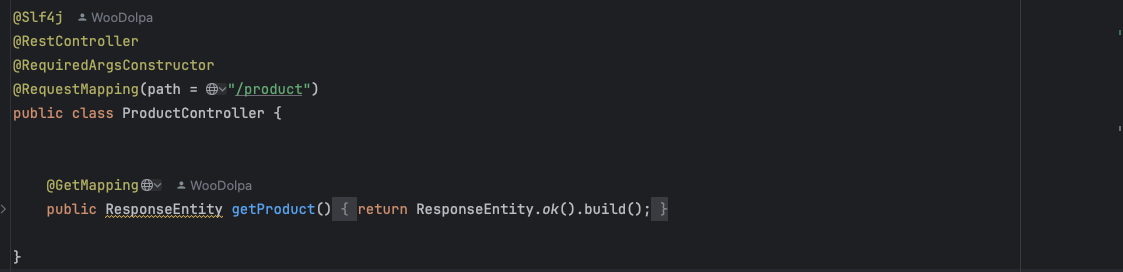 @Slf4j WooDolpa
@RestController
@RequiredArgsConstructor
@RequestMapping(path = "/product")
public class ProductController {
@GetMapping WooDolpa
public ResponseEntity getProduct() { return ResponseEntity.ok().build(); }
}